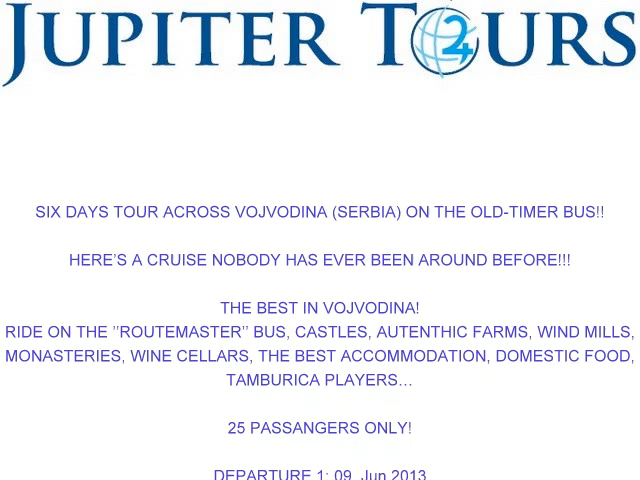 JUPITER TOURS
SIX DAYS TOUR ACROSS VOJVODINA (SERBIA) ON THE OLD-TIMER BUS!!
HERE’S A CRUISE NOBODY HAS EVER BEEN AROUND BEFORE!!!
THE BEST IN VOJVODINA!
RIDE ON THE ’’ROUTEMASTER’’ BUS, CASTLES, AUTENTHIC FARMS, WIND MILLS,
MONASTERIES, WINE CELLARS, THE BEST ACCOMMODATION, DOMESTIC FOOD,
TAMBURICA PLAYERS…
25 PASSANGERS ONLY!
DEPARTURE 1: 09. Jun 2013